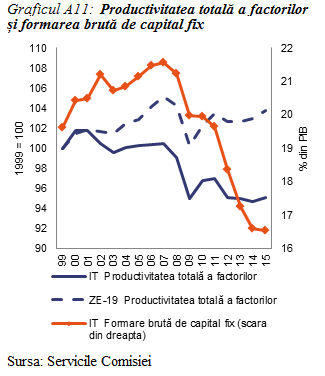 Graficul A11: Productivitatea totală a factorilor
și formarea brută de capital fix
110
108
106
104
102
100
98
96
94
92
90
1999 = 100
22
21
20
19
18
17
16
% din PIB
99 00 01 02 03 04 05 06 07 08 09 10 11 12 13 14 15
IT Productivitatea totală a factorilor
ZE-19 Productivitatea totală a factorilor
IT Formare brută de capital fix (scara
din dreapta)
Sursa: Serviciile Comisiei